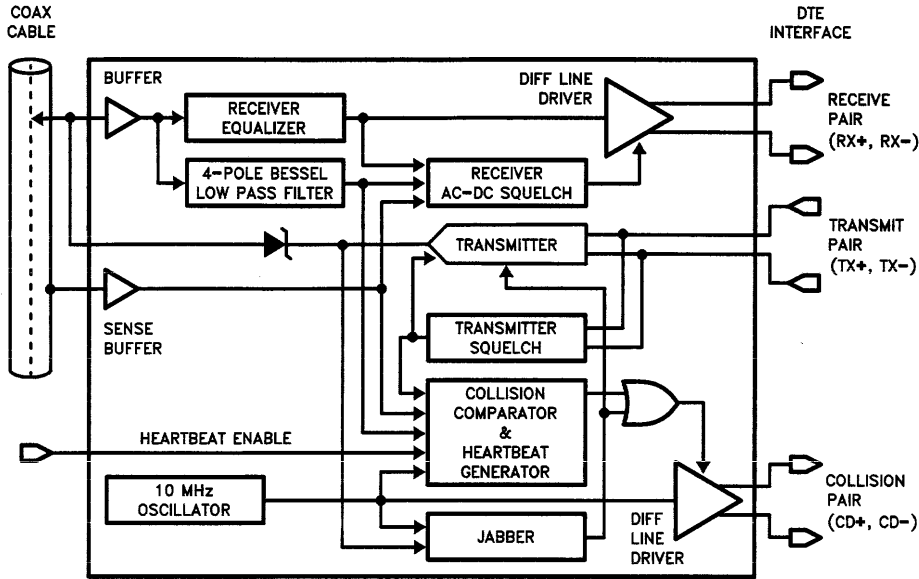 COAX
CABLE
DTE
INTERFACE
BUFFER
DIFF LINE
DRIVER
RECEIVER
EQUALIZER
RECEIVE
PAIR
(RX+, RX-)
4-POLE BESSEL
LOW PASS FILTER
RECEIVER
AC-DC SQUELCH
TRANSMITTER
TRANSMIT
PAIR
(TX+, TX-)
SENSE
BUFFER
TRANSMITTER
SQUELCH
COLLISION
COMPARATOR
&
HEARTBEAT
GENERATOR
HEARTBEAT ENABLE
10 MHz
OSCILLATOR
JABBER
DIFF
LINE
DRIVER
COLLISION
PAIR
(CD+, CD-)